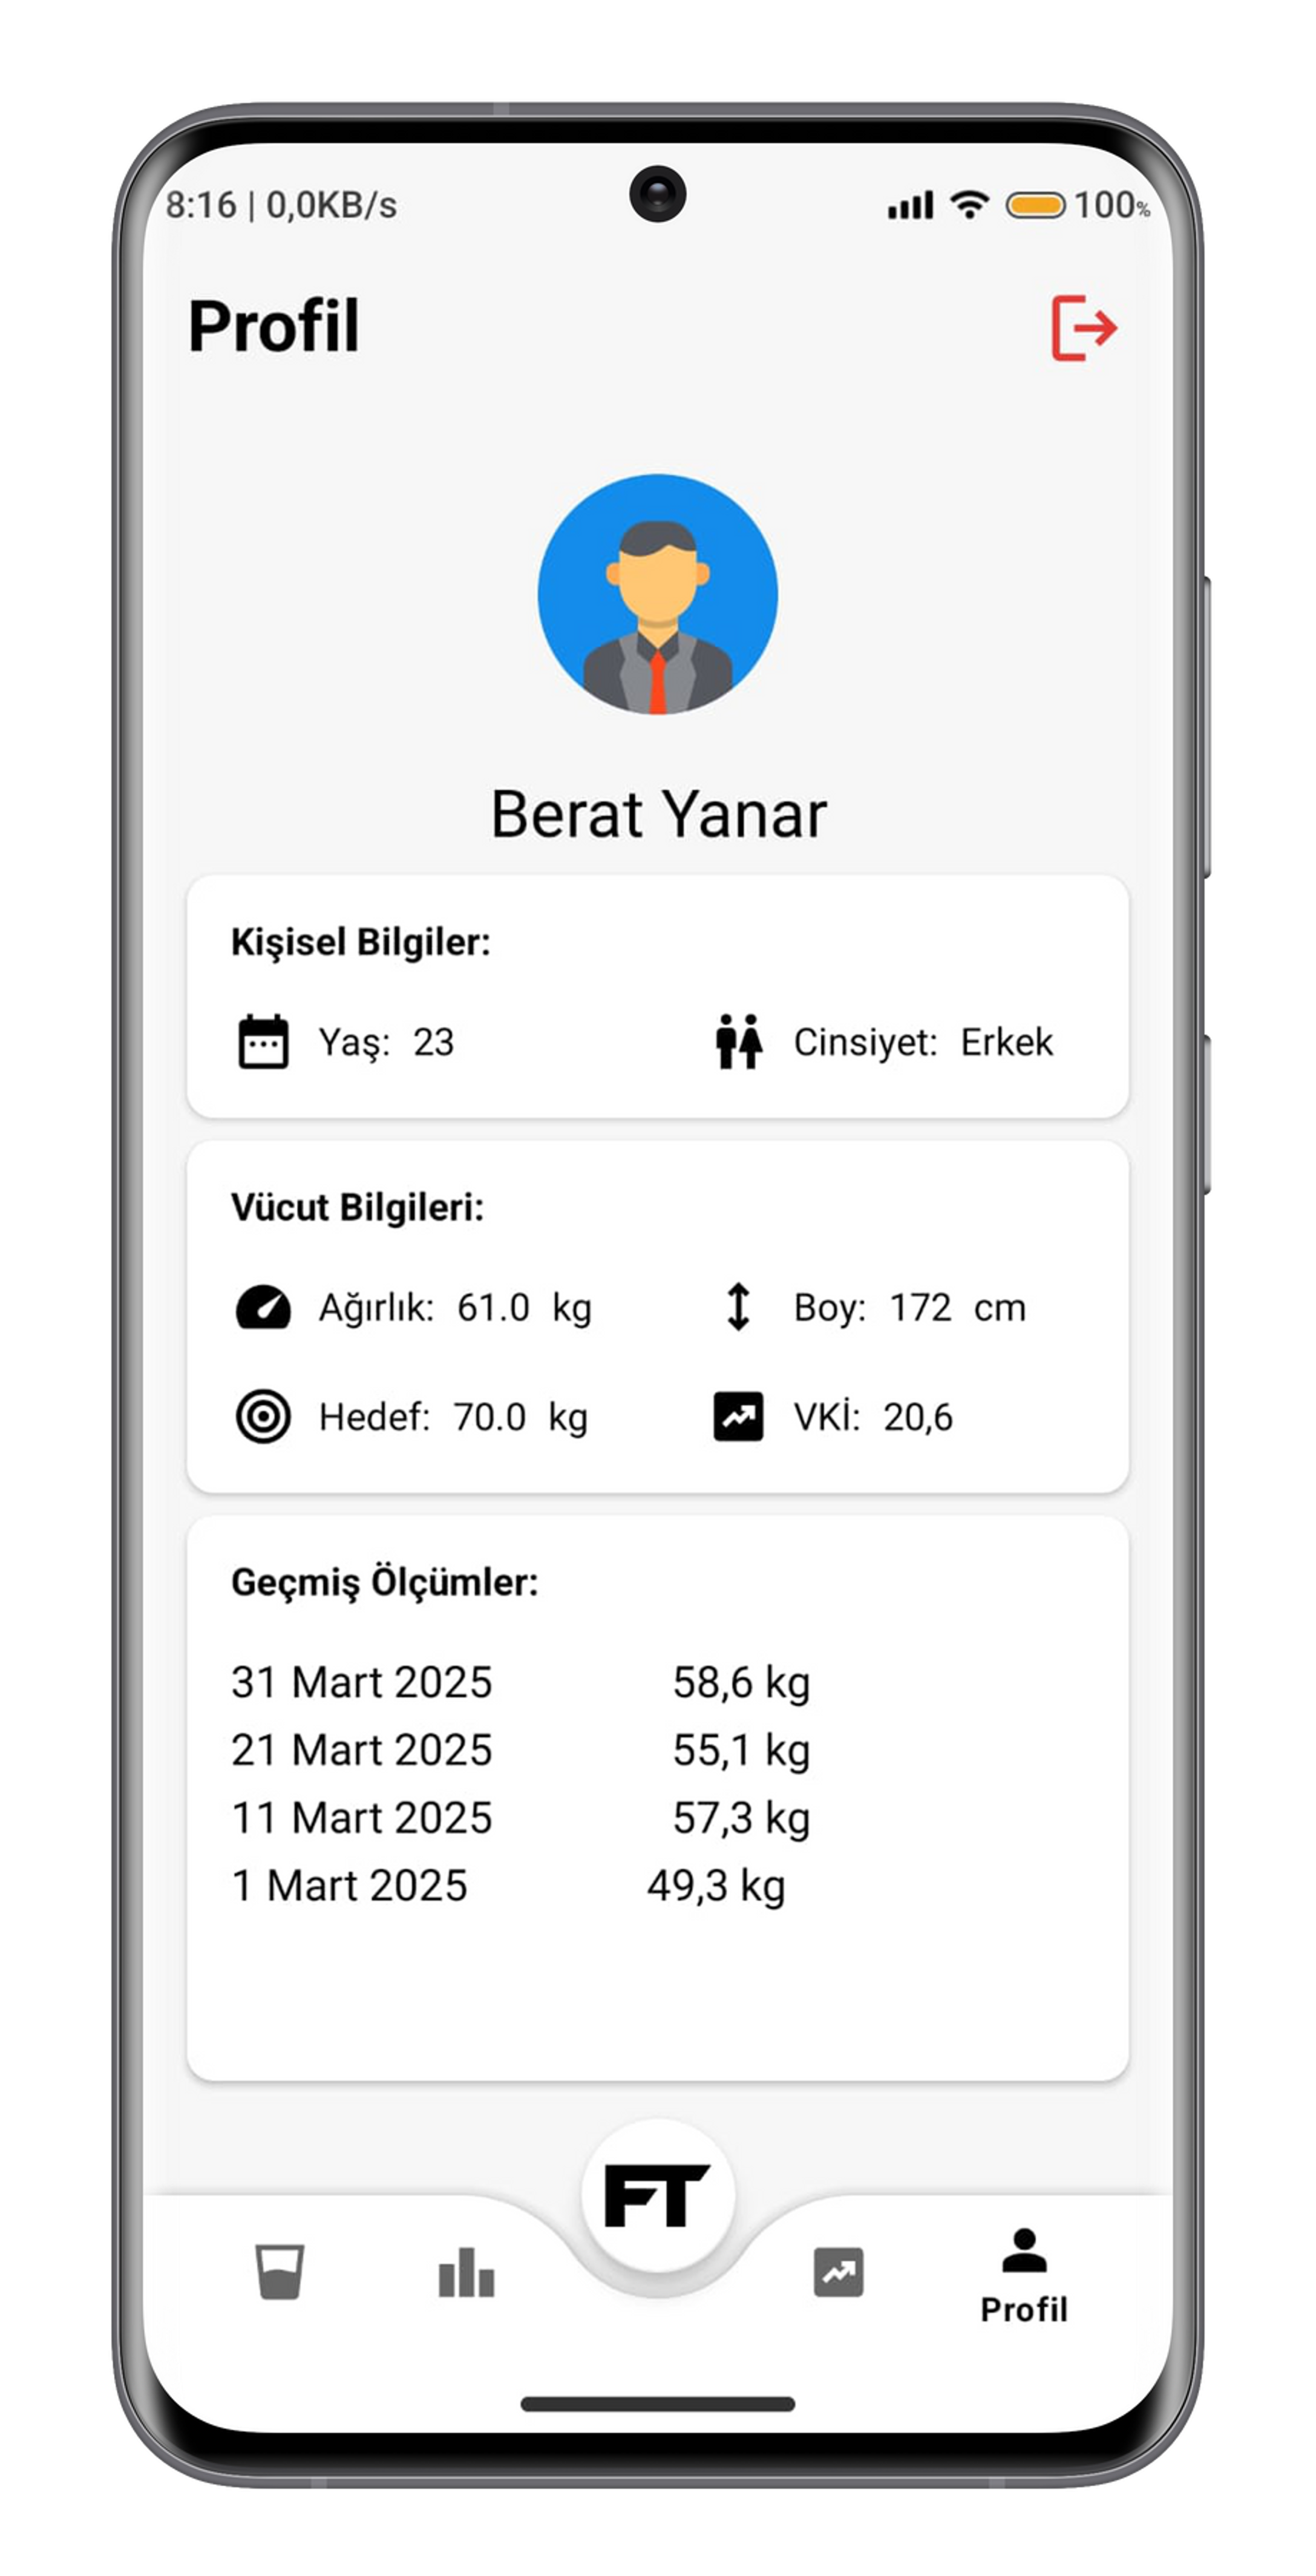 8:16 | 0,0KB/s 100%
Profil
Berat Yanar
Kişisel Bilgiler:
Yaş: 23 Cinsiyet: Erkek
Vücut Bilgileri:
Ağırlık: 61.0 kg Boy: 172 cm
Hedef: 70.0 kg VKİ: 20,6
Geçmiş Ölçümler:
31 Mart 2025 58,6 kg
21 Mart 2025 55,1 kg
11 Mart 2025 57,3 kg
1 Mart 2025 49,3 kg
FT
Profil